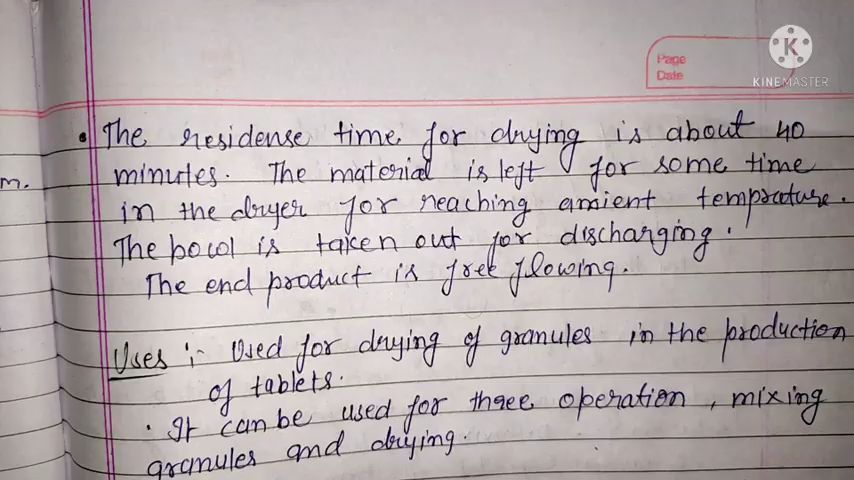 Page
Date
K
KINEMASTER
• The residense time for drying is about 40
minutes. The material is left for some time
m.
in the dryer for reaching amient temprature.
The bowl is taken out for discharging.
The end product is free flowing.
Uses :- Used for drying of granules in the production
of tablets.
• It can be used for three operation, mixing
granules and drying.